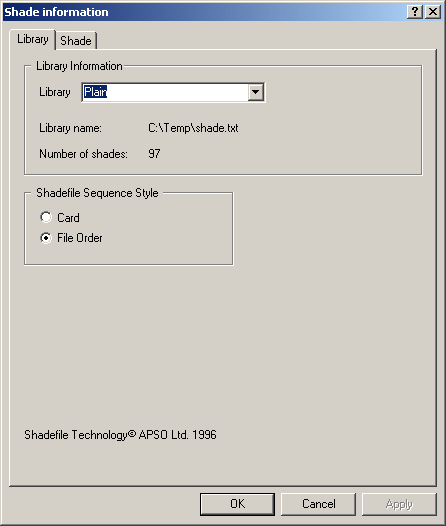 Shade information
Library Shade
Library Information
Library Plain
Library name: C:\Temp\shade.txt
Number of shades: 97
Shadefile Sequence Style
Card
File Order
Shadefile Technology© APSO Ltd. 1996
OK Cancel Apply